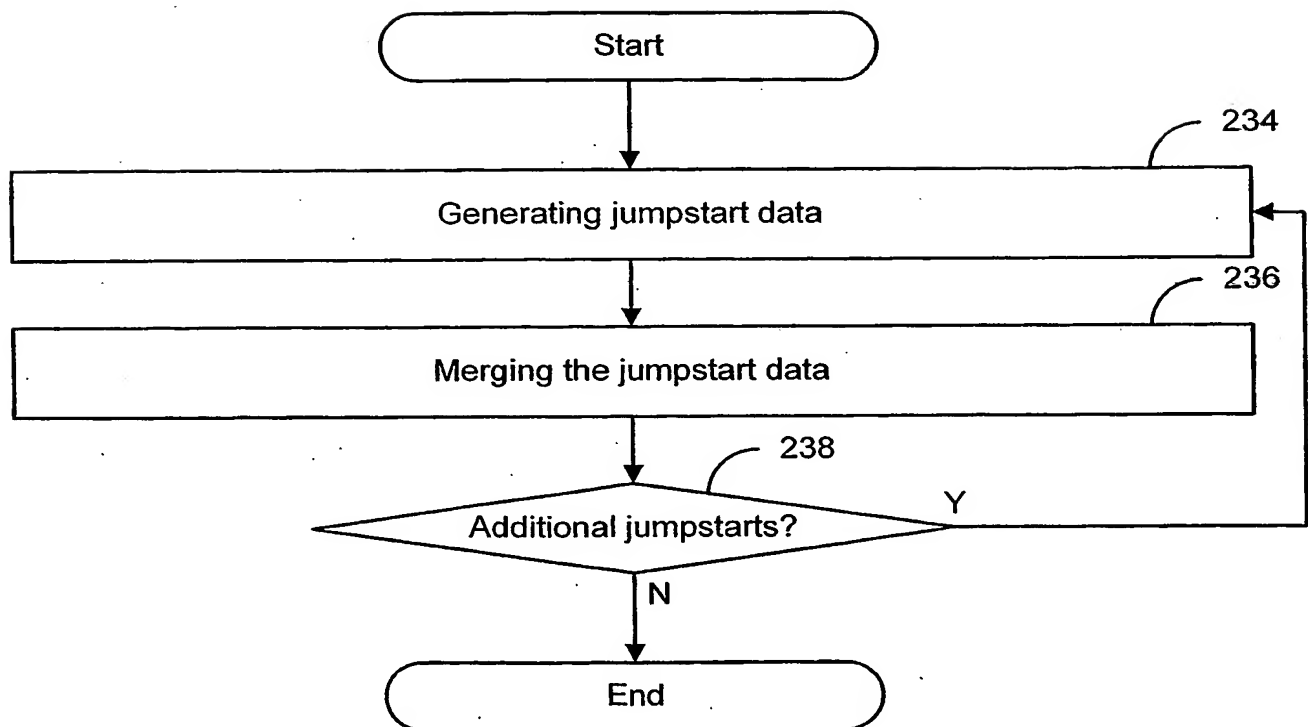 Start
234
Generating jumpstart data
236
Merging the jumpstart data
238
Additional jumpstarts?
Y
N
End